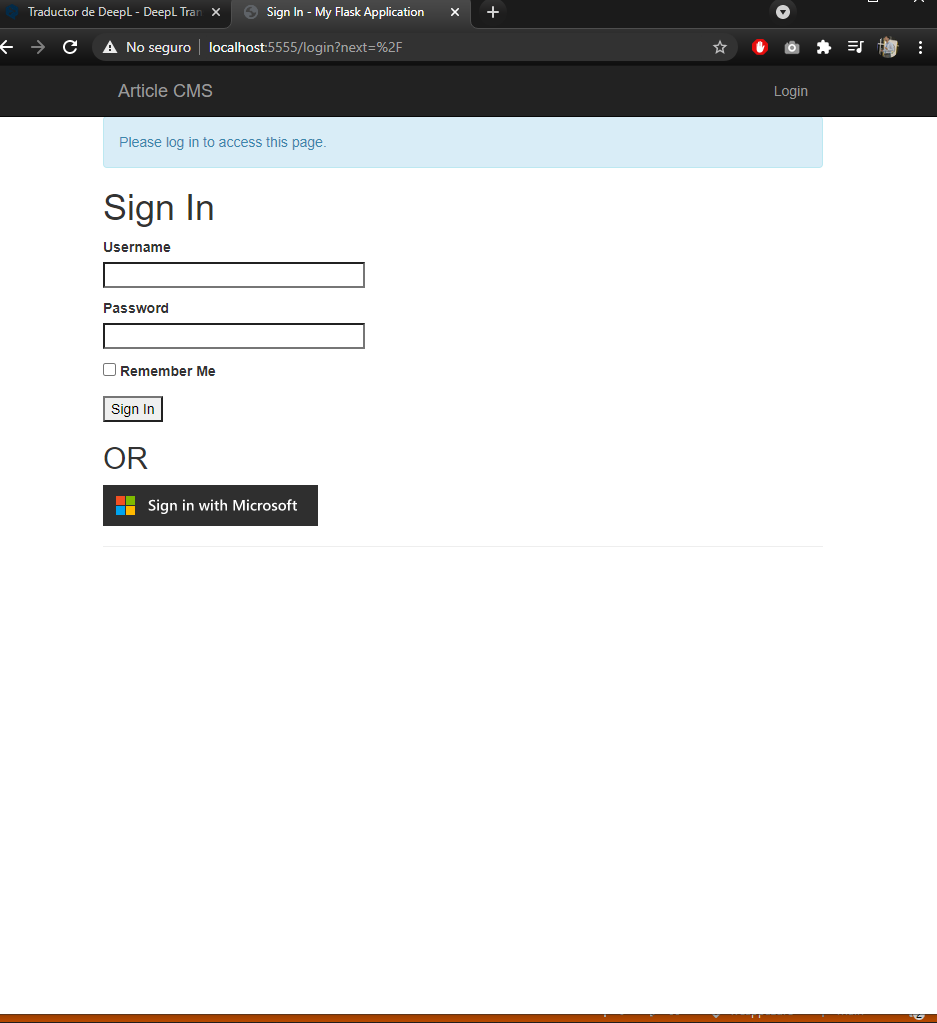 Traductor de DeepL - DeepL Tran
Sign In - My Flask Application
No seguro
localhost:5555/login?next=%2F
Article CMS
Login
Please log in to access this page.
Sign In
Username
Password
Remember Me
Sign In
OR
Sign in with Microsoft